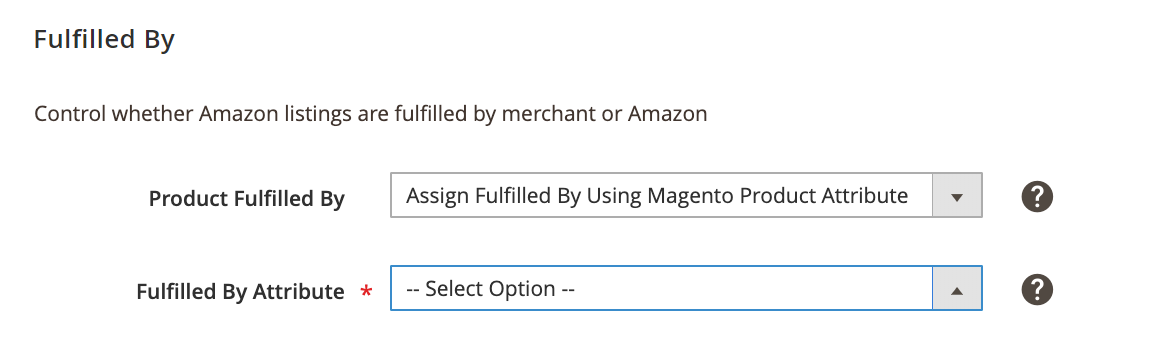 Fulfilled By
Control whether Amazon listings are fulfilled by merchant or Amazon
Product Fulfilled By Assign Fulfilled By Using Magento Product Attribute ?
Fulfilled By Attribute * -- Select Option -- ?